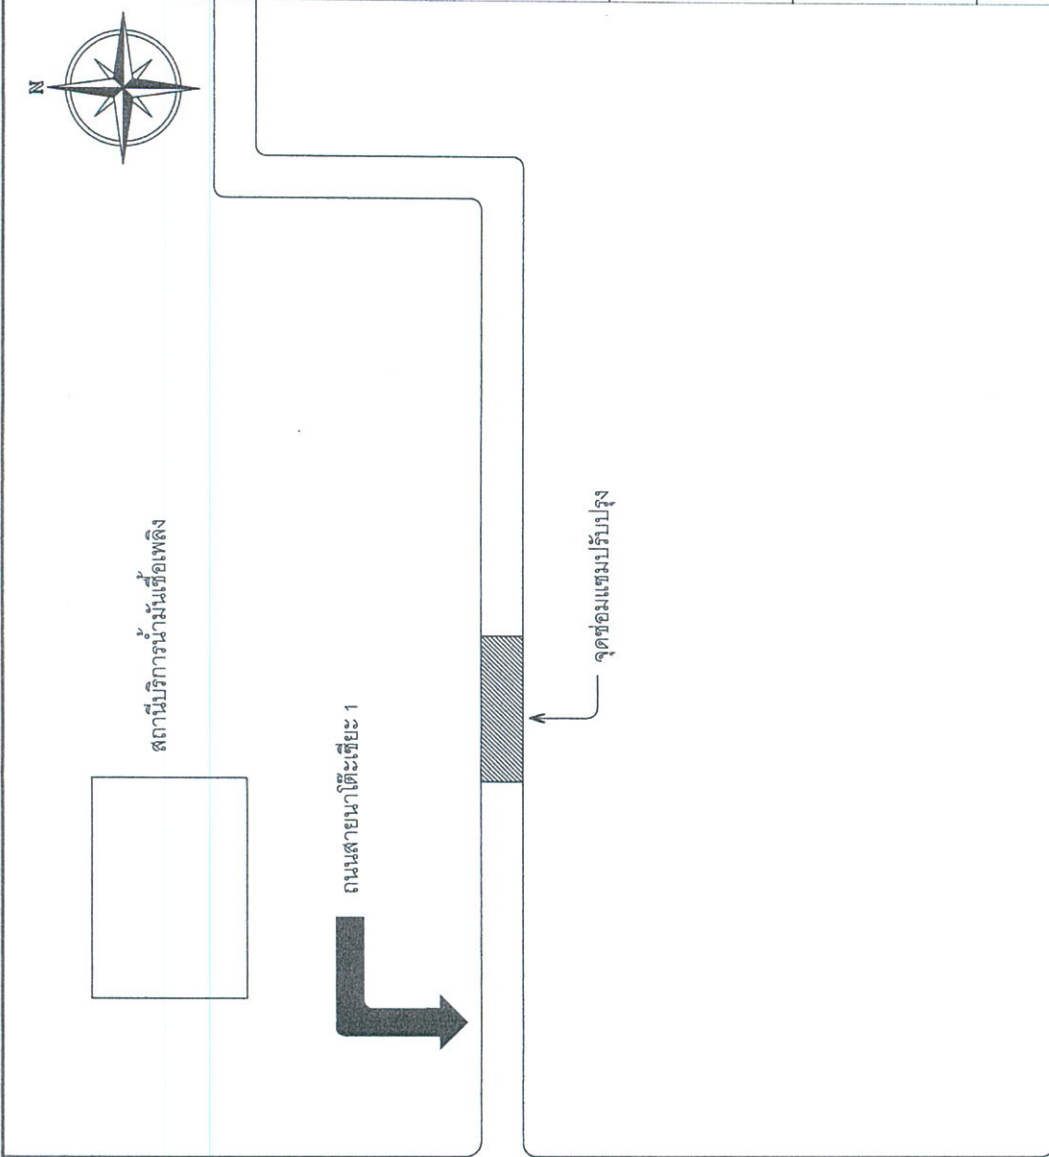 N
สถานีบริการน้ำมันเชื้อเพลิง
ถนนสายนาโต๊ะเซียะ 1
จุดซ่อมแซมปรับปรุง